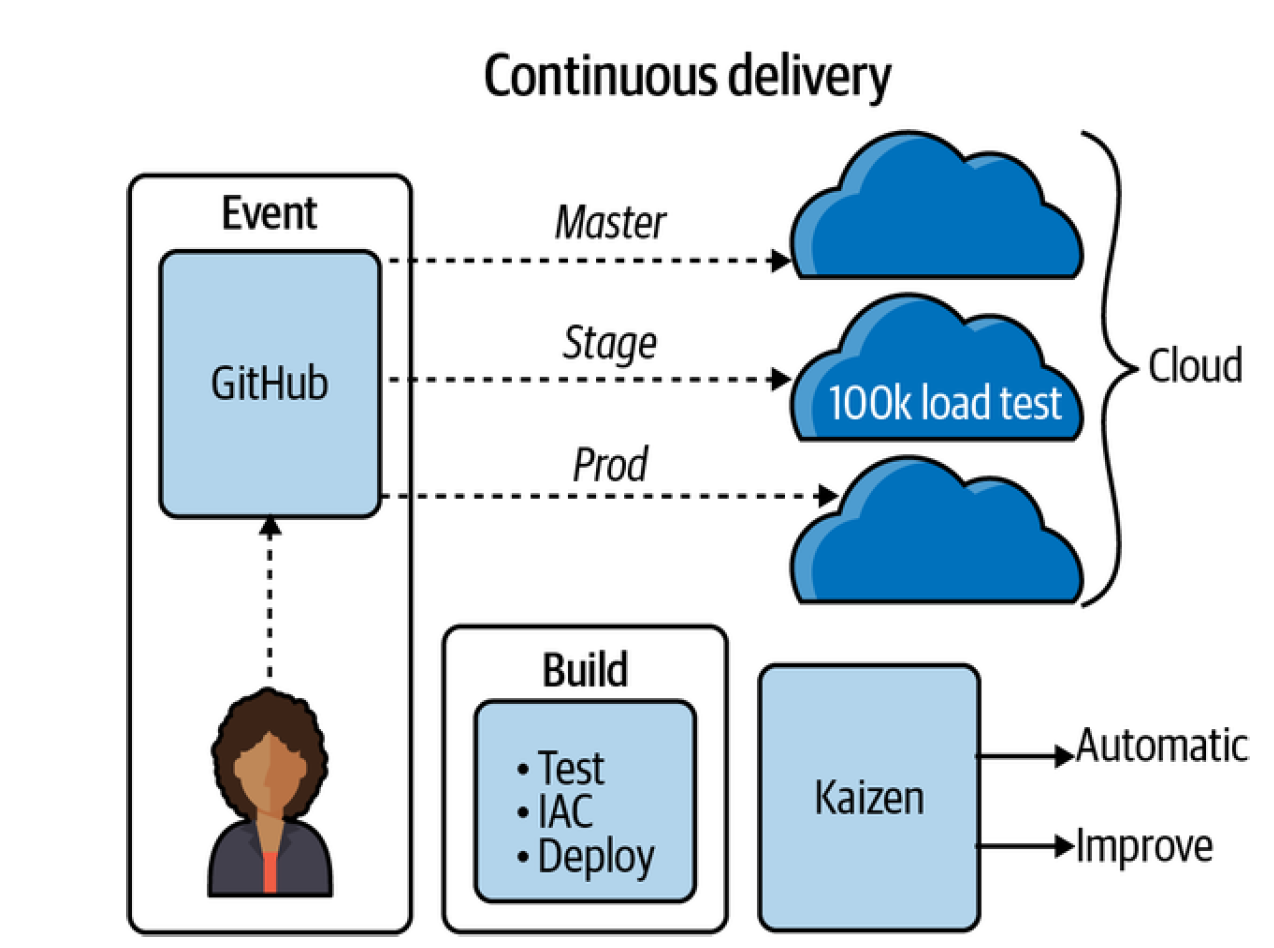 Continuous delivery
Event
GitHub
Master
Stage
Prod
100k load test
Cloud
Build
• Test
• IAC
• Deploy
Kaizen
Automatic
Improve